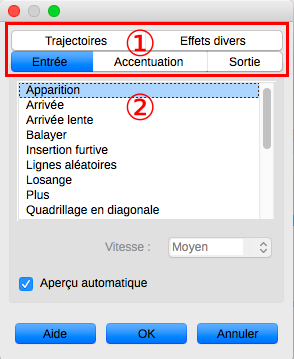 Trajectoires ① Effets divers
Entrée Accentuation Sortie
②
Apparition
Arrivée
Arrivée lente
Balayer
Insertion furtive
Lignes aléatoires
Losange
Plus
Quadrillage en diagonale
Vitesse : Moyen
Aperçu automatique
Aide OK Annuler